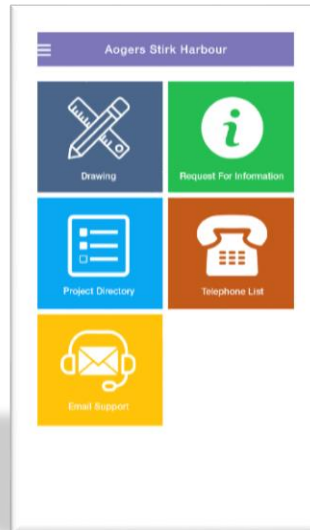 Aogers Stirk Harbour
Drawing
Request For Information
Project Directory
Telephone List
Email Support